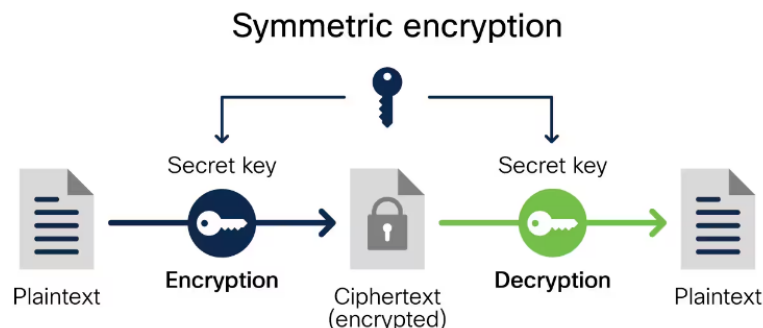 Symmetric encryption
Secret key
Secret key
Encryption
Decryption
Plaintext
Ciphertext
(encrypted)
Plaintext